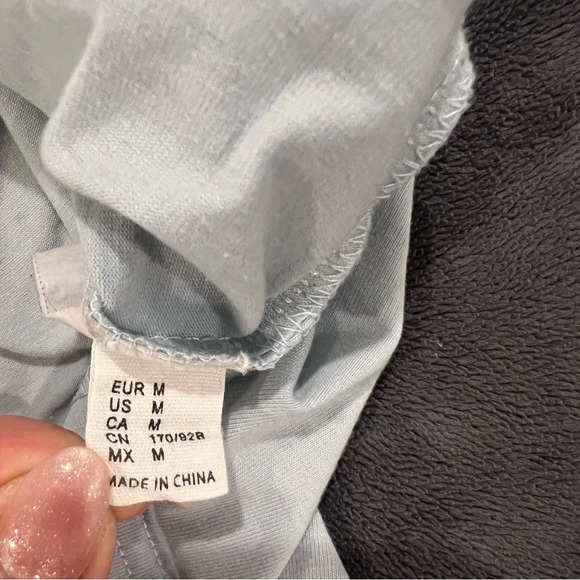 EUR M
US M
CA M
CN 170/92B
MX M
MADE IN CHINA